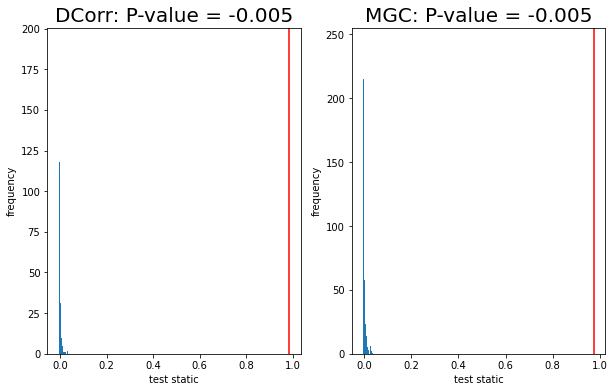 DCorr: P-value = -0.005
200
175
150
125
100
75
50
25
0
frequency
0.0 0.2 0.4 0.6 0.8 1.0
test static
MGC: P-value = -0.005
250
200
150
100
50
0
frequency
0.0 0.2 0.4 0.6 0.8 1.0
test static